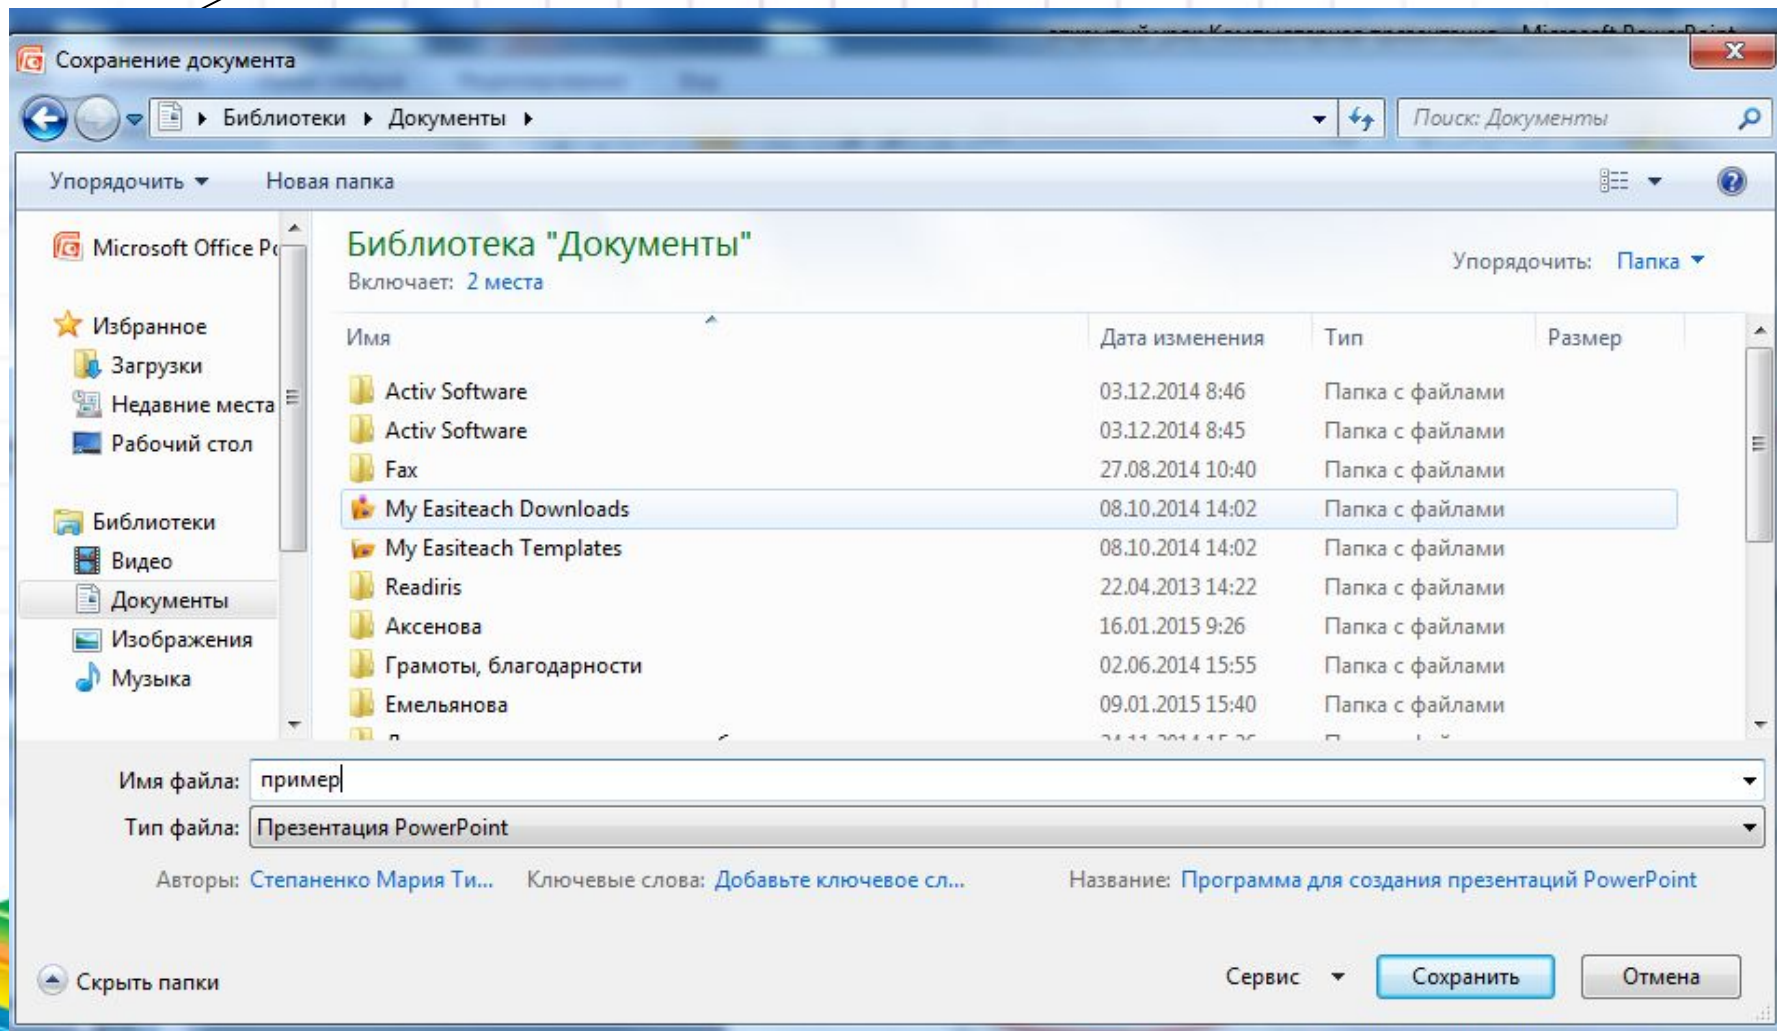 Сохранение документа
Библиотеки Документы
Поиск: Документы
Упорядочить Новая папка
Microsoft Office
Избранное
Загрузки
Недавние места
Рабочий стол
Библиотеки
Видео
Документы
Изображения
Музыка
Библиотека "Документы"
Включает: 2 места
Упорядочить: Папка
Имя Дата изменения Тип Размер
Activ Software 03.12.2014 8:46 Папка с файлами
Activ Software 03.12.2014 8:45 Папка с файлами
Fax 27.08.2014 10:40 Папка с файлами
My Easiteach Downloads 08.10.2014 14:02 Папка с файлами
My Easiteach Templates 08.10.2014 14:02 Папка с файлами
Readiris 22.04.2013 14:22 Папка с файлами
Аксенова 16.01.2015 9:26 Папка с файлами
Грамоты, благодарности 02.06.2014 15:55 Папка с файлами
Емельянова 09.01.2015 15:40 Папка с файлами
Имя файла: пример
Тип файла: Презентация PowerPoint
Авторы: Степаненко Мария Ти... Ключевые слова: Добавьте ключевое сл... Название: Программа для создания презентаций PowerPoint
Скрыть папки
Сервис Сохранить Отмена